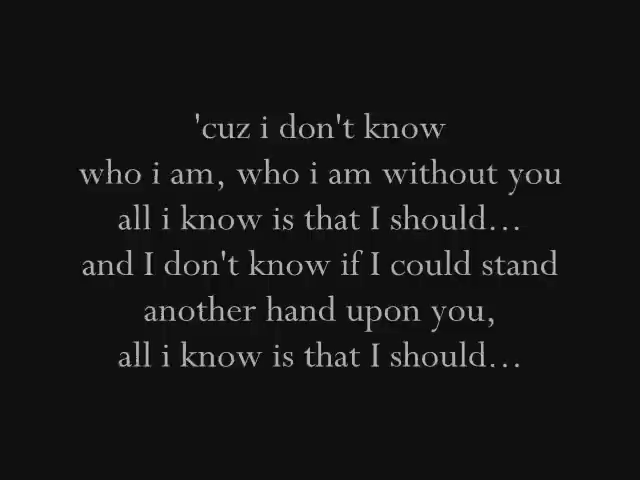 'cuz i don't know
who i am, who i am without you
all i know is that I should...
and I don't know if I could stand
another hand upon you,
all i know is that I should...